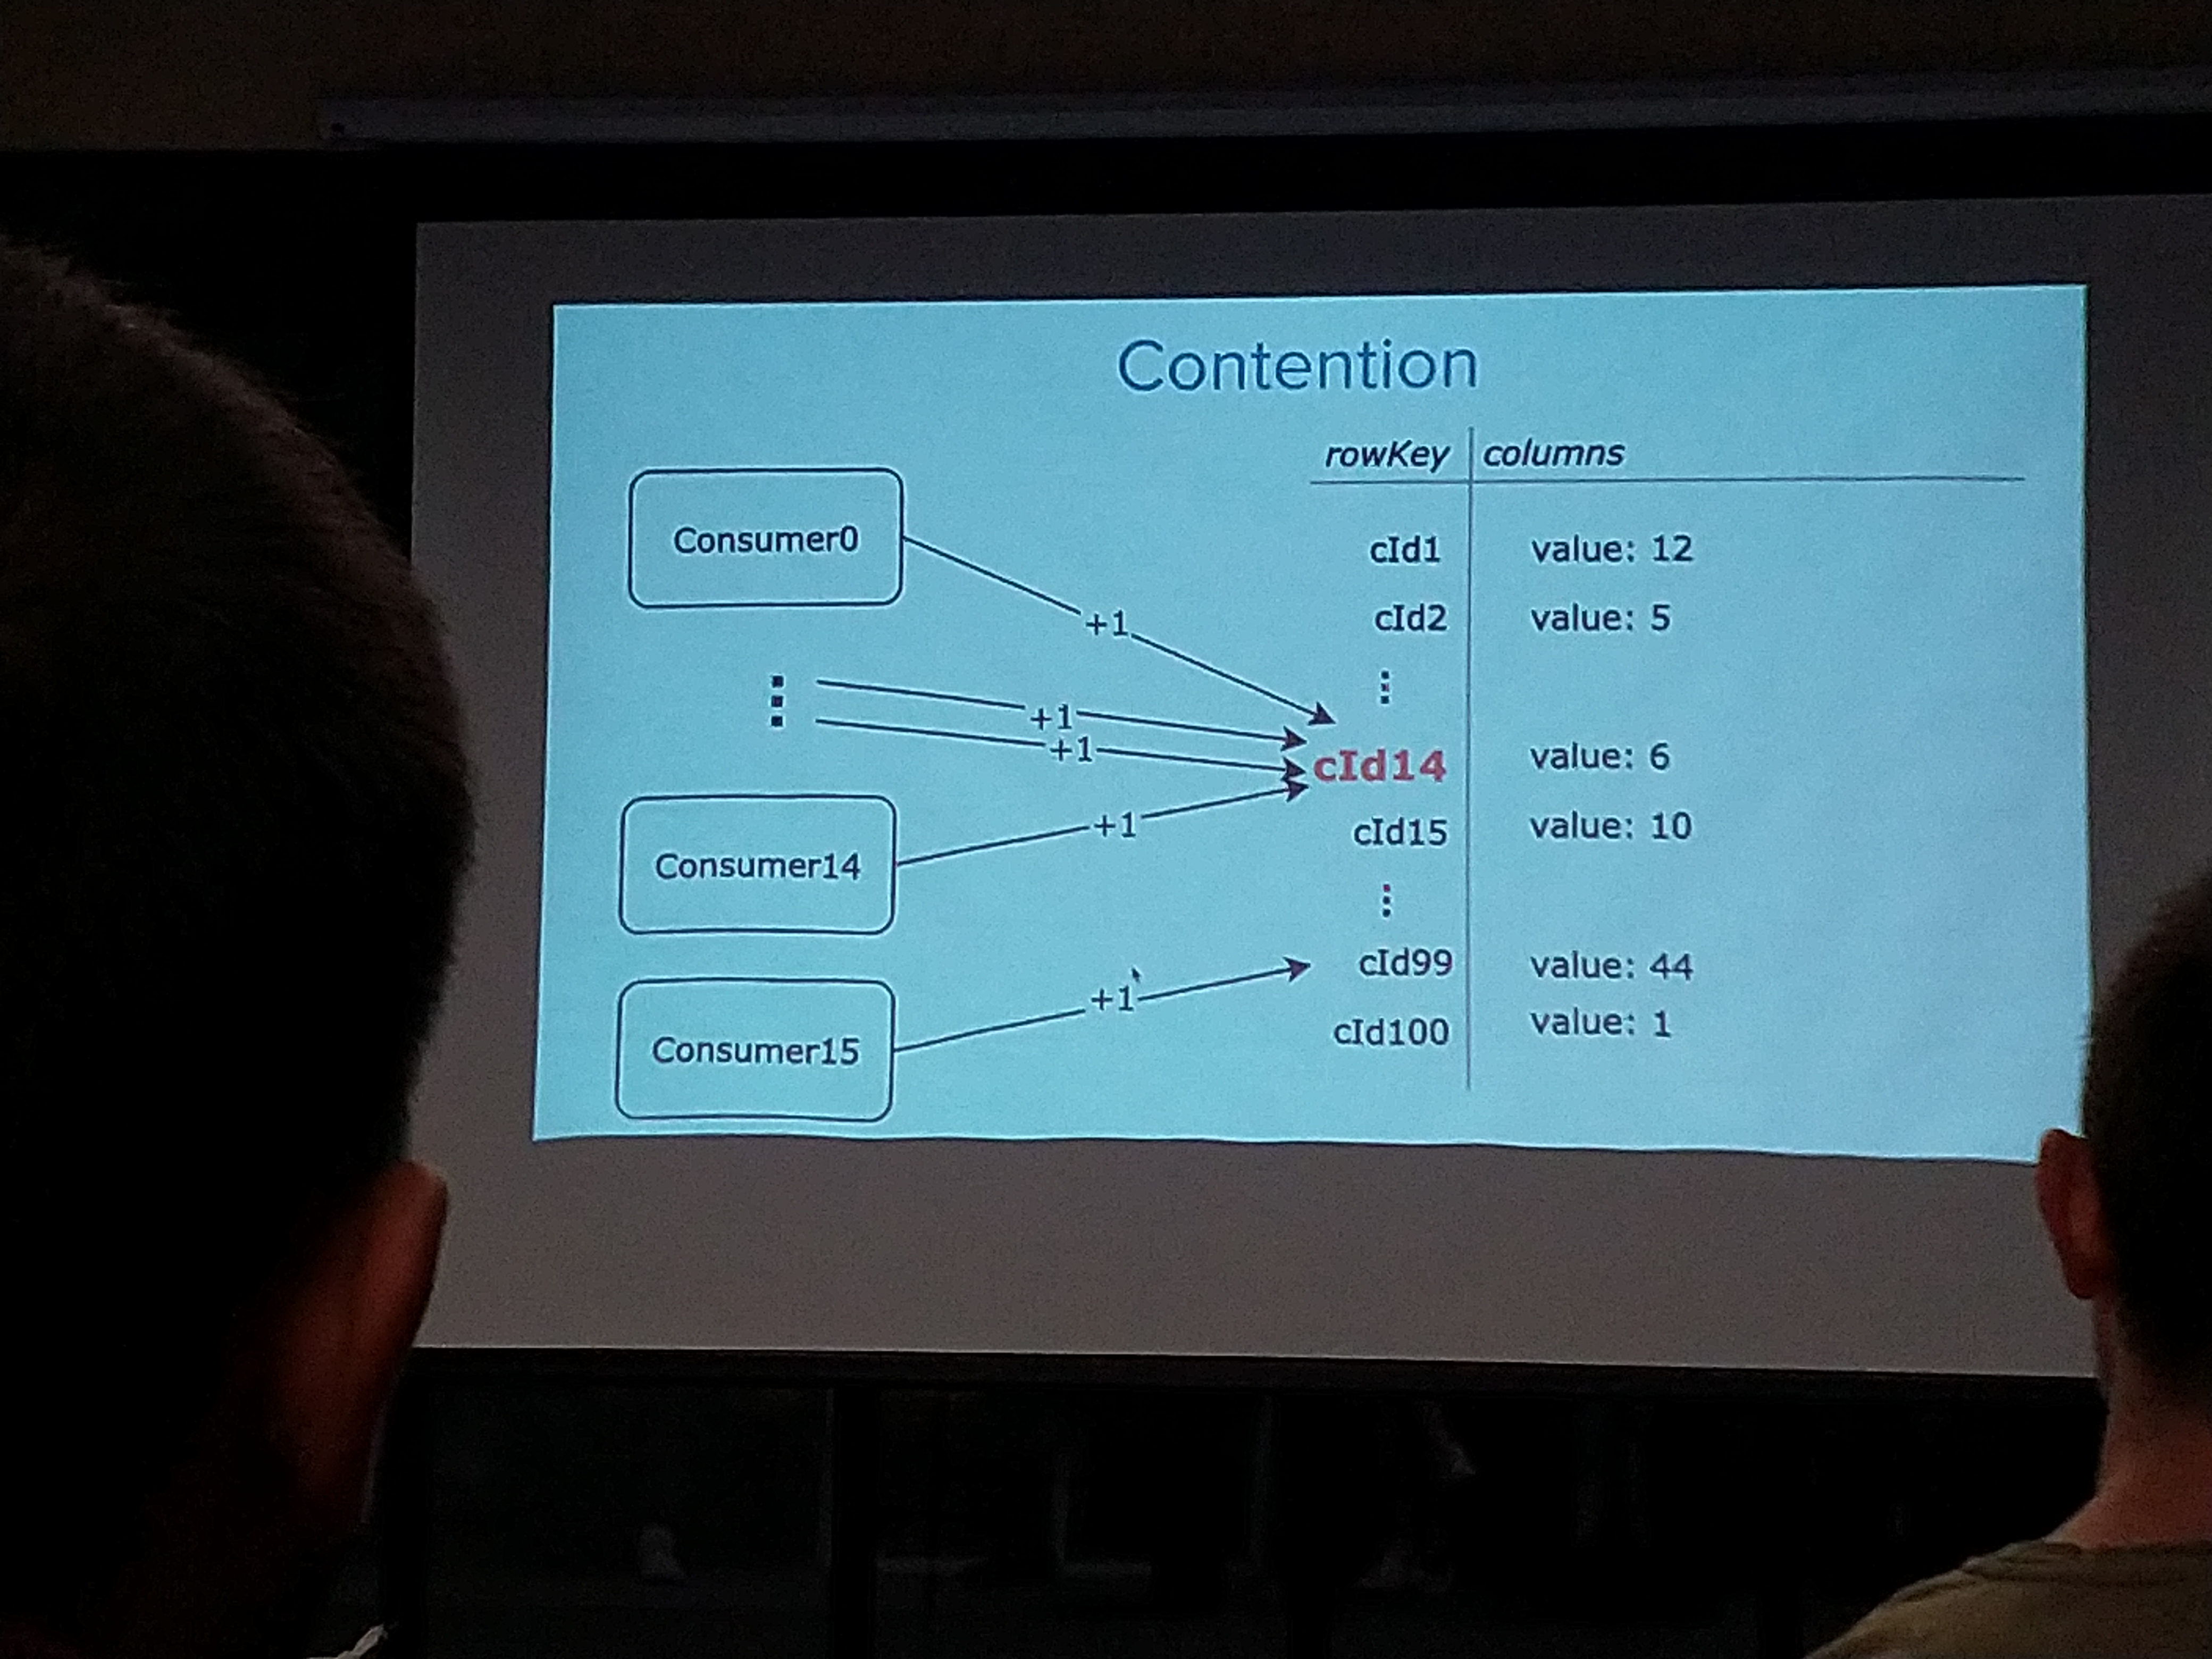 Contention
rowKey columns
Consumer0
cId1 value: 12
+1
cId2 value: 5
+1
+1
cId14 value: 6
+1
cId15 value: 10
Consumer14
cId99 value: 44
+1
cId100 value: 1
Consumer15